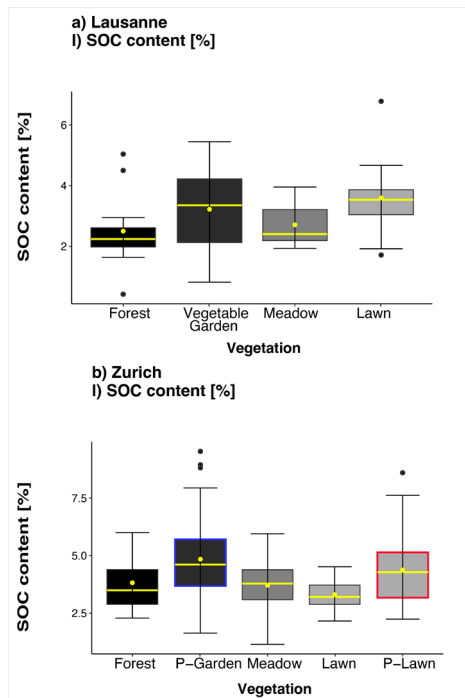 a) Lausanne
I) SOC content [%]
SOC content [%]
6
4
2
Forest Vegetable Garden Meadow Lawn
Vegetation
b) Zurich
I) SOC content [%]
SOC content [%]
7.5
5.0
2.5
Forest P-Garden Meadow Lawn P-Lawn
Vegetation